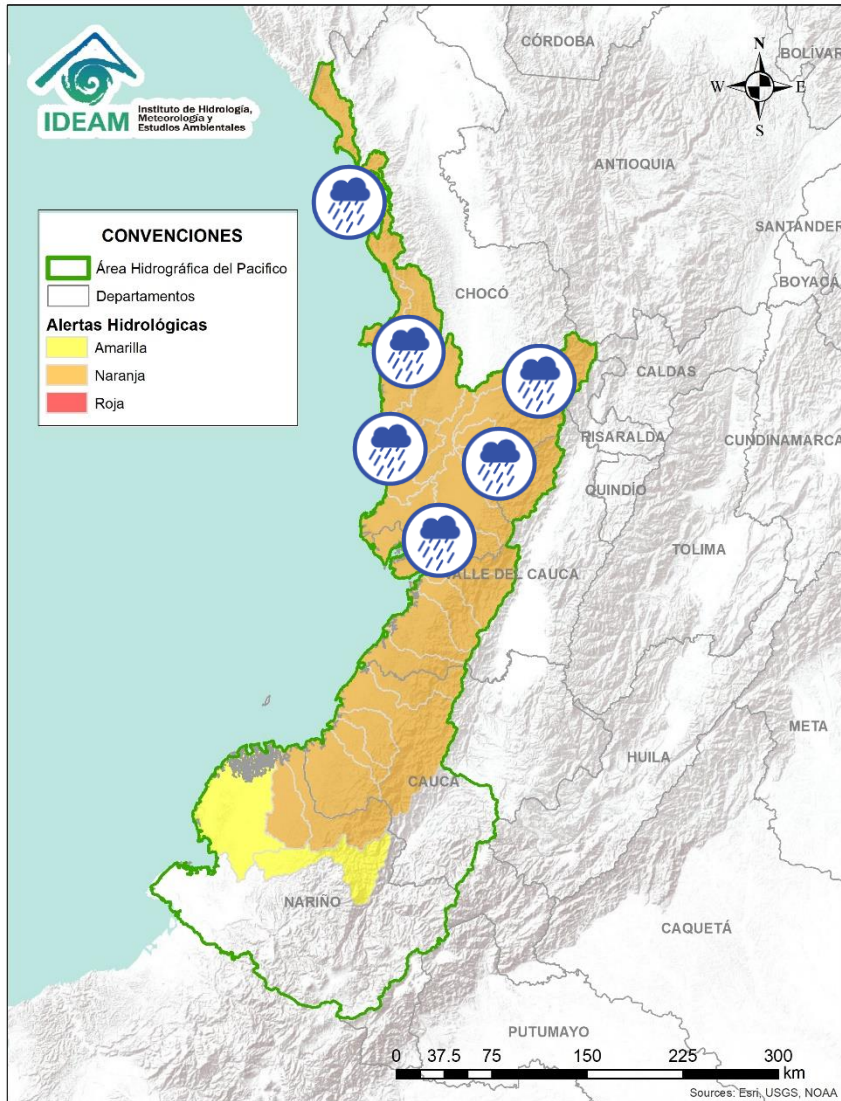 IDEAM
Instituto de Hidrología,
Meteorología y
Estudios Ambientales
CÓRDOBA
BOLÍVAR
N
W
E
S
ANTIOQUIA
SANTANDER
BOYACÁ
CONVENCIONES
Área Hidrográfica del Pacifico
Departamentos
Alertas Hidrológicas
Amarilla
Naranja
Roja
CHOCÓ
CALDAS
RISARALDA
CUNDINAMARCA
QUINDÍO
TOLIMA
VALLE DEL CAUCA
META
HUILA
CAUCA
NARIÑO
CAQUETÁ
PUTUMAYO
0 37.5 75 150 225 300
km
Sources: Esri, USGS, NOAA